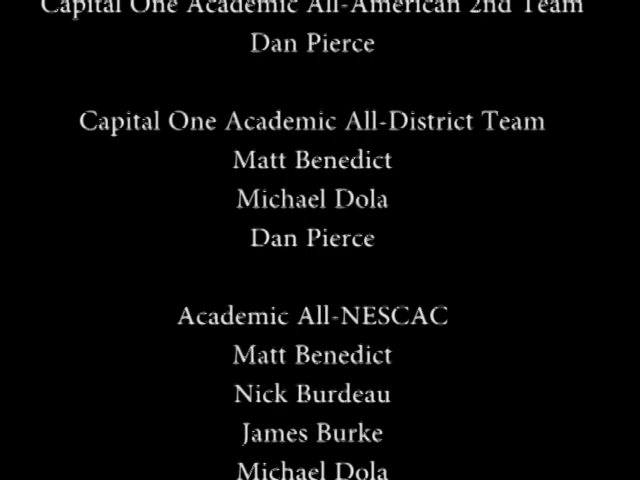 Capital One Academic All-American 2nd Team
Dan Pierce
Capital One Academic All-District Team
Matt Benedict
Michael Dola
Dan Pierce
Academic All-NESCAC
Matt Benedict
Nick Burdeau
James Burke
Michael Dola